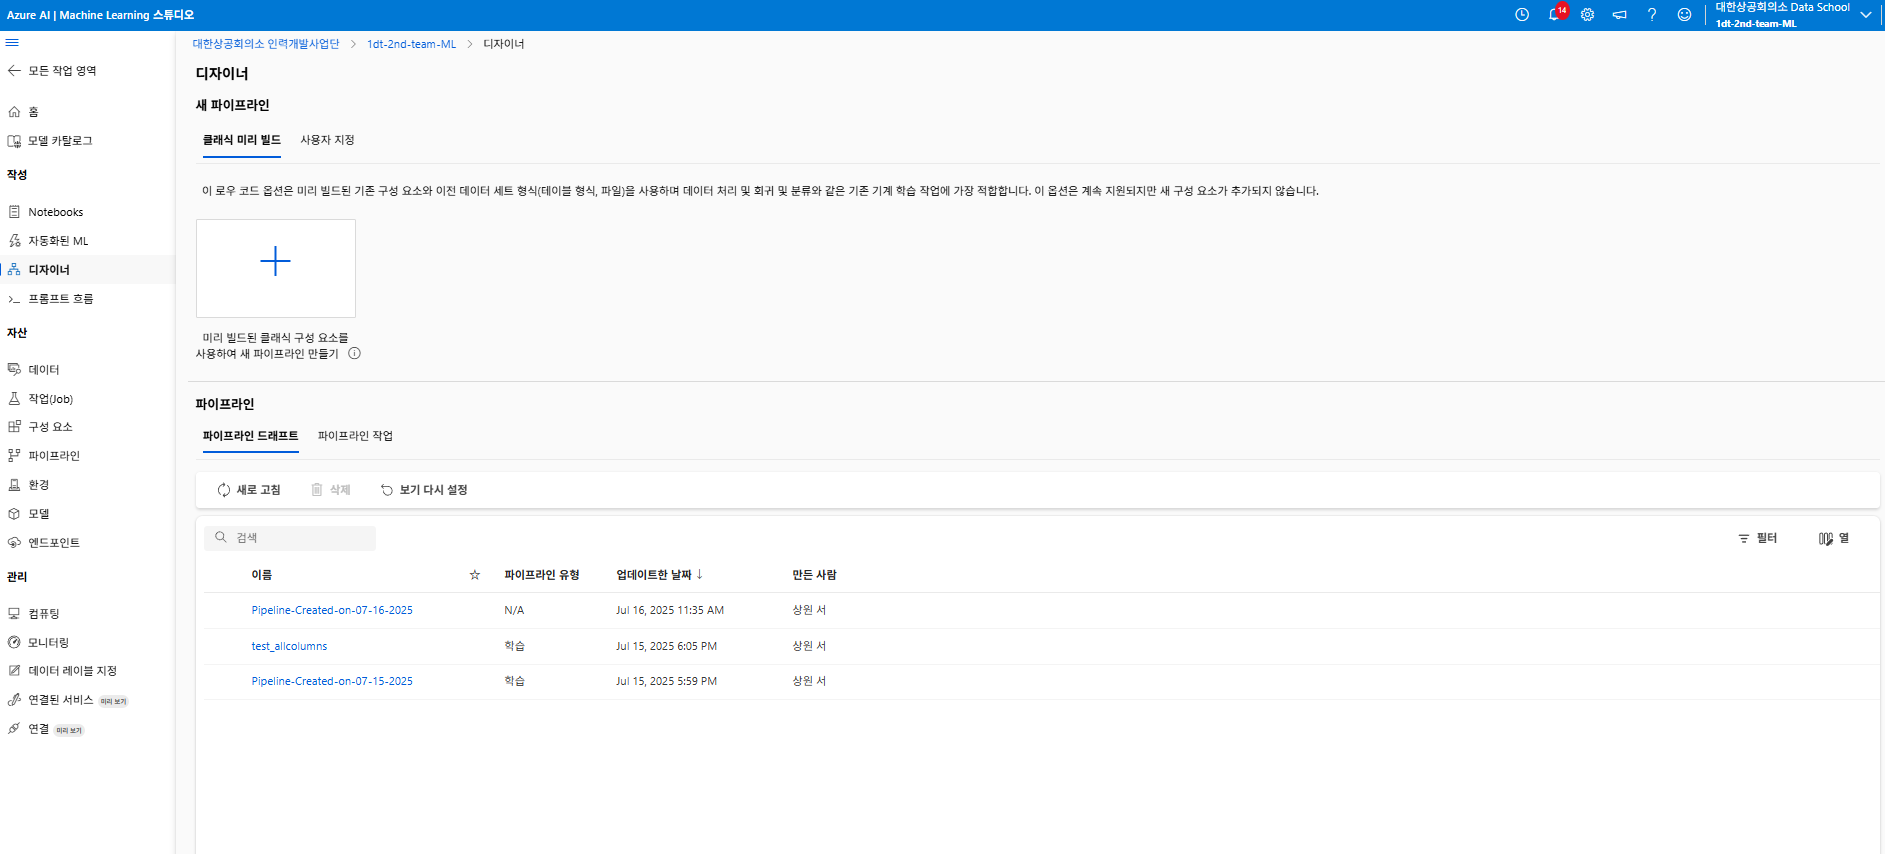 Azure AI | Machine Learning 스튜디오
14
대한상공회의소 Data School
1dt-2nd-team-ML
모든 작업 영역
홈
모델 카탈로그
작성
Notebooks
자동화된 ML
디자이너
프롬프트 흐름
자산
데이터
작업(Job)
구성 요소
파이프라인
환경
모델
엔드포인트
관리
컴퓨팅
모니터링
데이터 레이블 지정
연결된 서비스 미리 보기
연결 미리 보기
대한상공회의소 인력개발사업단 > 1dt-2nd-team-ML > 디자이너
디자이너
새 파이프라인
클래식 미리 빌드 사용자 지정
이 로우 코드 옵션은 미리 빌드된 기존 구성 요소와 이전 데이터 세트 형식(테이블 형식, 파일)을 사용하며 데이터 처리 및 회귀 및 분류와 같은 기존 기계 학습 작업에 가장 적합합니다. 이 옵션은 계속 지원되지만 새 구성 요소가 추가되지 않습니다.
미리 빌드된 클래식 구성 요소를
사용하여 새 파이프라인 만들기
파이프라인
파이프라인 드래프트 파이프라인 작업
새로 고침 삭제 보기 다시 설정
검색 필터 열
이름 파이프라인 유형 업데이트한 날짜 ↓ 만든 사람
Pipeline-Created-on-07-16-2025 N/A Jul 16, 2025 11:35 AM 상원 서
test_allcolumns 학습 Jul 15, 2025 6:05 PM 상원 서
Pipeline-Created-on-07-15-2025 학습 Jul 15, 2025 5:59 PM 상원 서